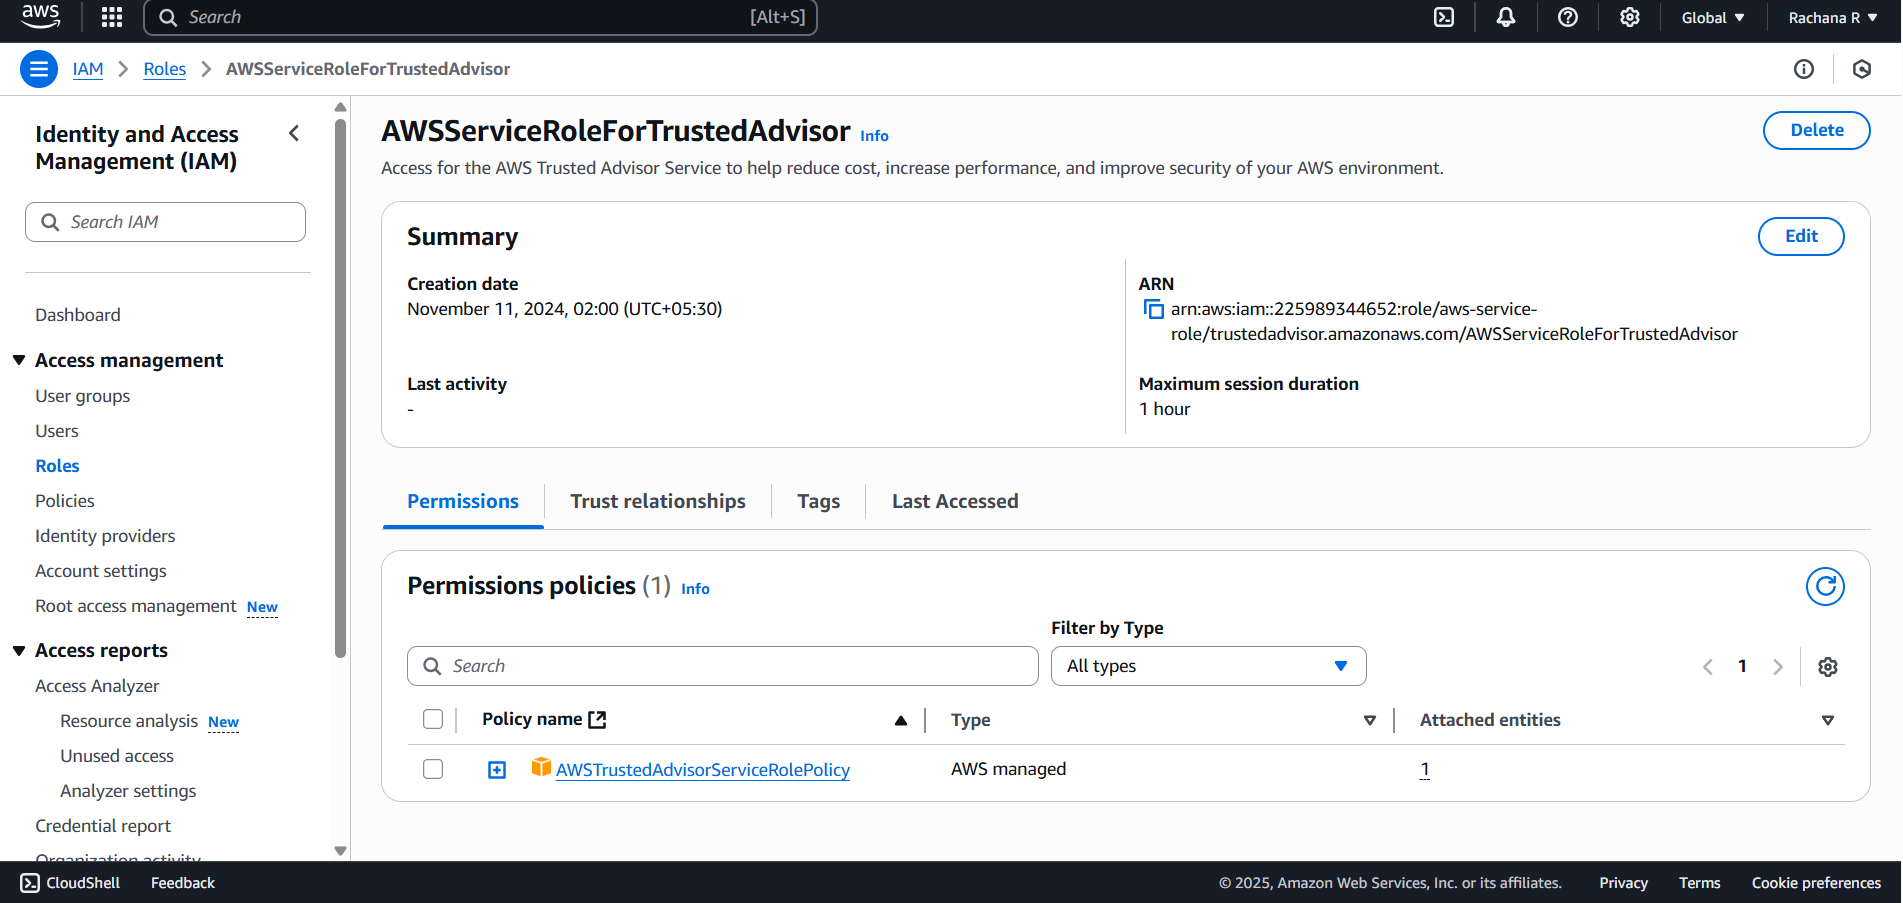 aws
Search [Alt+S]
Global ▼
Rachana R ▼
IAM > Roles > AWSServiceRoleForTrustedAdvisor
Identity and Access
Management (IAM)
Search IAM
Dashboard
Access management
User groups
Users
Roles
Policies
Identity providers
Account settings
Root access management New
Access reports
Access Analyzer
Resource analysis New
Unused access
Analyzer settings
Credential report
Organization activity
AWSServiceRoleForTrustedAdvisor Info
Delete
Access for the AWS Trusted Advisor Service to help reduce cost, increase performance, and improve security of your AWS environment.
Summary
Edit
Creation date
November 11, 2024, 02:00 (UTC+05:30)
ARN
arn:aws:iam::225989344652:role/aws-service-
role/trustedadvisor.amazonaws.com/AWSServiceRoleForTrustedAdvisor
Last activity
-
Maximum session duration
1 hour
Permissions Trust relationships Tags Last Accessed
Permissions policies (1) Info
Filter by Type
Search
All types
1
Policy name Type Attached entities
AWSTrustedAdvisorServiceRolePolicy AWS managed 1
CloudShell Feedback © 2025, Amazon Web Services, Inc. or its affiliates. Privacy Terms Cookie preferences